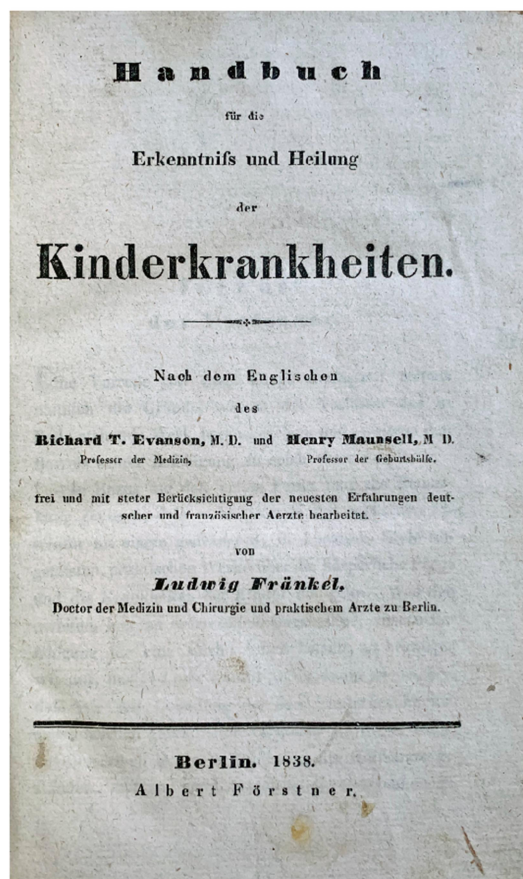 Handbuch
für die
Erkenntniſs und Heilung
der
Kinderkrankheiten.
Nach dem Englischen
des
Richard T. Evanson, M. D. und Henry Maunsell, M D.
Professor der Medizin, Professor der Geburtshülfe.
frei und mit steter Berücksichtigung der neuesten Erfahrungen deut-
scher und französischer Aerzte bearbeitet.
von
Ludwig Fränkel,
Doctor der Medizin und Chirurgie und praktischem Arzte zu Berlin.
Berlin. 1838.
Albert Förstner.